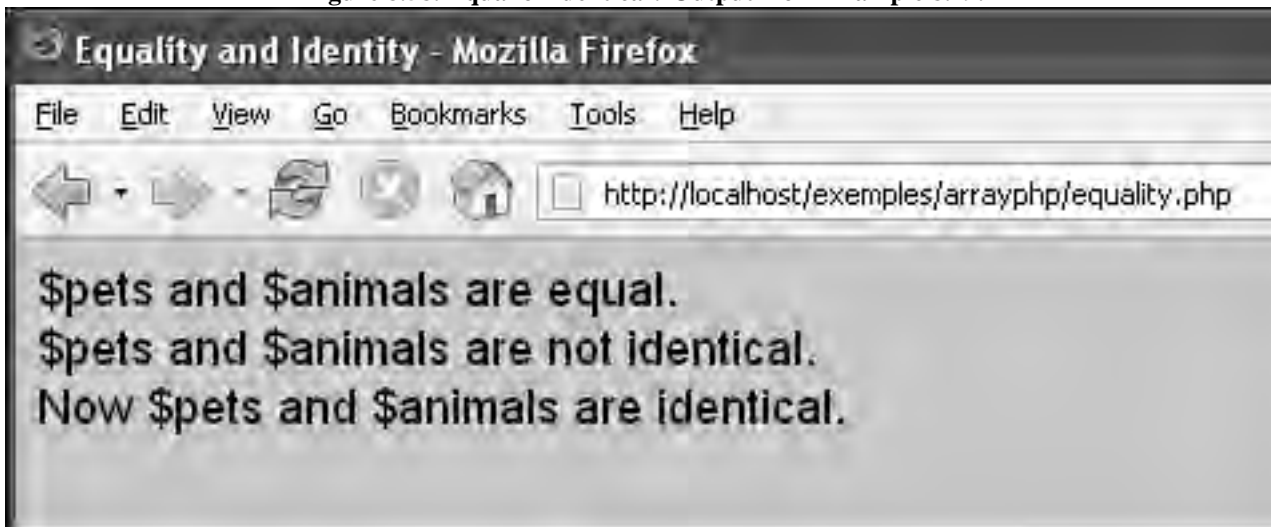 Equality and Identity - Mozilla Firefox
File Edit View Go Bookmarks Tools Help
http://localhost/exemples/arrayphp/equality.php
$pets and $animals are equal.
$pets and $animals are not identical.
Now $pets and $animals are identical.